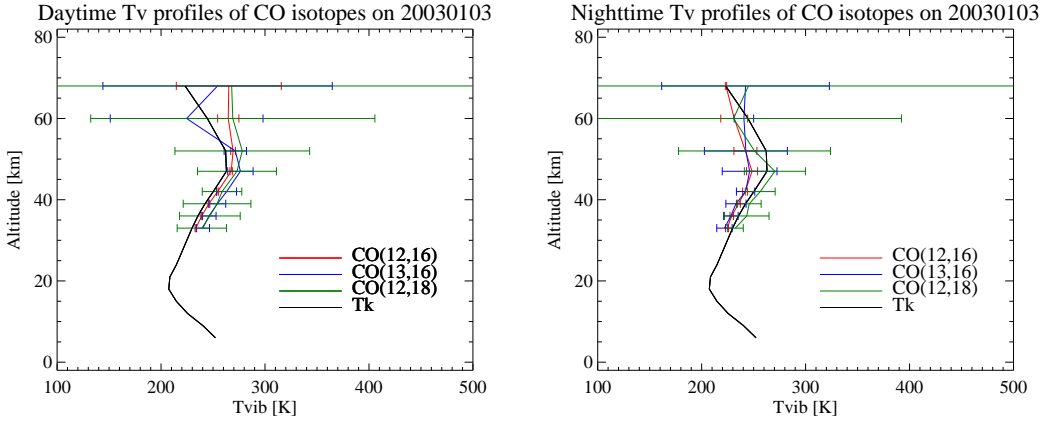 Daytime Tv profiles of CO isotopes on 20030103
80
60
40
20
0
Altitude [km]
CO(12,16)
CO(13,16)
CO(12,18)
Tk
100 200 300 400 500
Tvib [K]
Nighttime Tv profiles of CO isotopes on 20030103
80
60
40
20
0
Altitude [km]
CO(12,16)
CO(13,16)
CO(12,18)
Tk
100 200 300 400 500
Tvib [K]